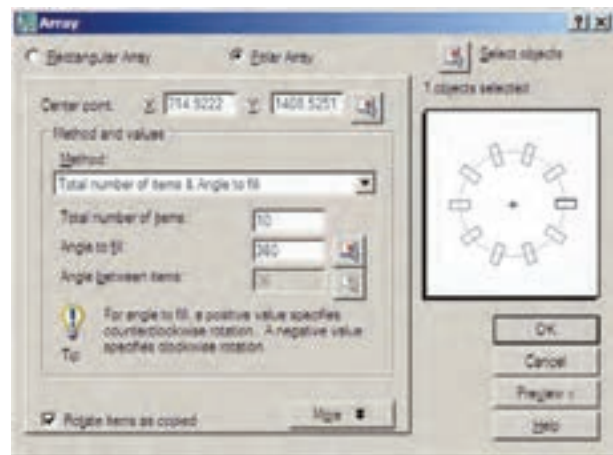 Array
Rectangular Array
Polar Array
Select objects
1 objects selected
Center point: X: 714.9222 Y: 1408.5251
Method and values
Method:
Total number of items & Angle to fill
Total number of items: 10
Angle to fill: 360
Angle between items:
Tip
For angle to fill, a positive value specifies
counterclockwise rotation. A negative value
specifies clockwise rotation.
Rotate items as copied
More
OK
Cancel
Preview <
Help